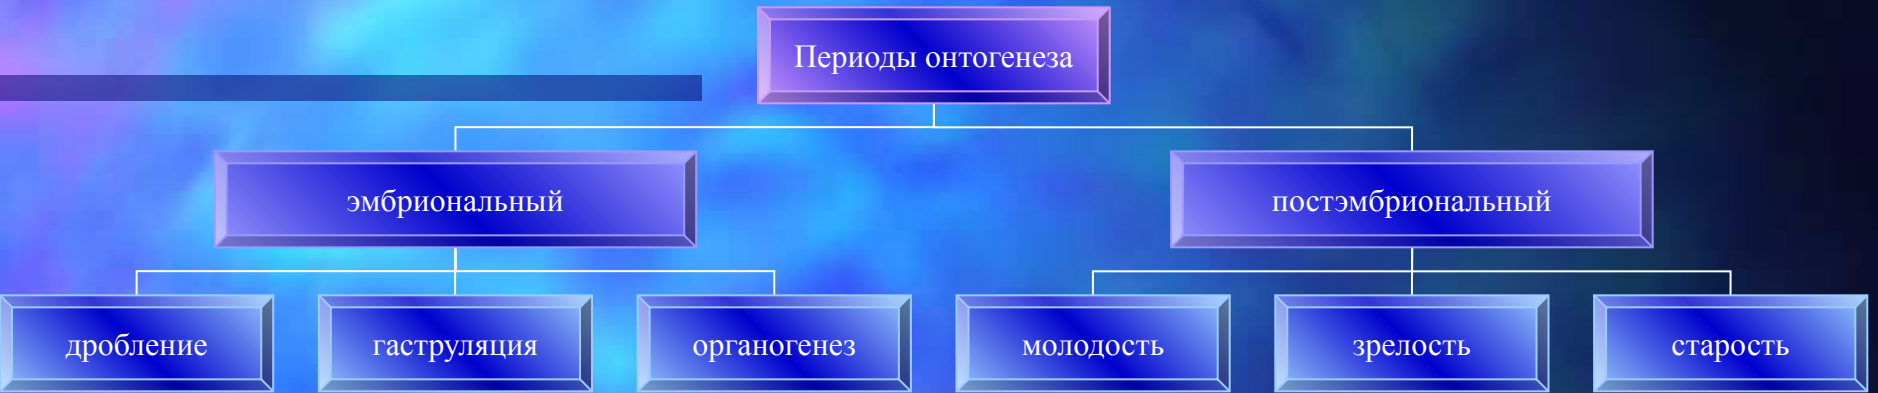 Периоды онтогенеза
эмбриональный
постэмбриональный
дробление
гаструляция
органогенез
молодость
зрелость
старость